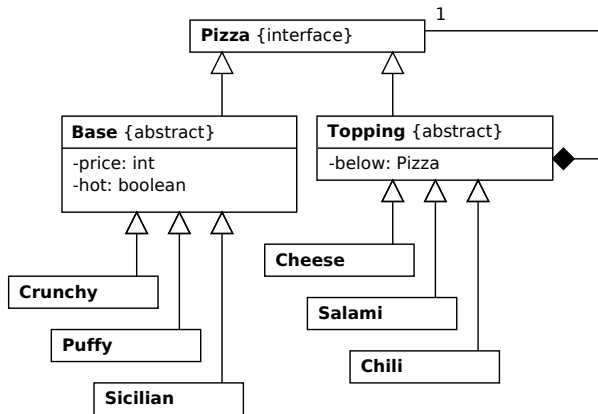 1
Pizza {interface}
Base {abstract}
-price: int
-hot: boolean
Topping {abstract}
-below: Pizza
Crunchy
Puffy
Sicilian
Cheese
Salami
Chili